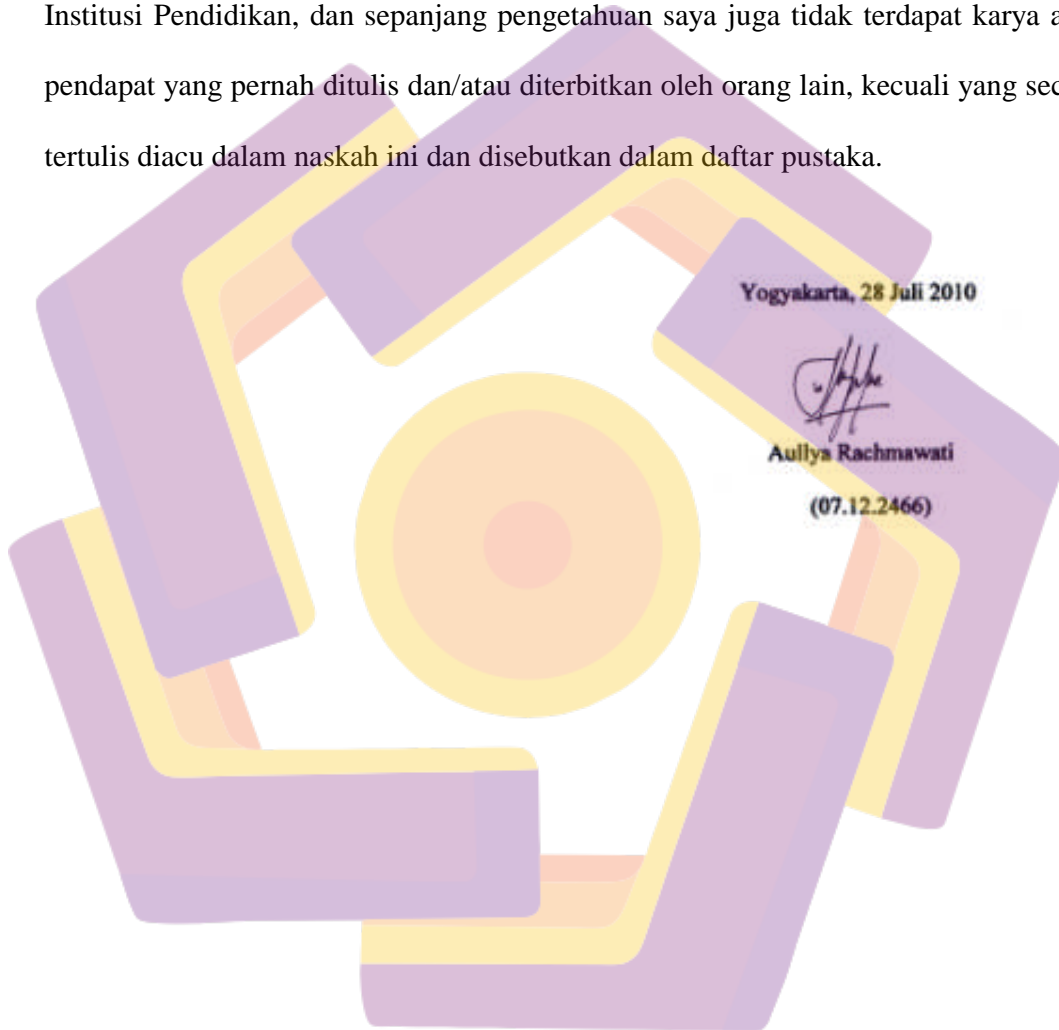 Institusi Pendidikan, dan sepanjang pengetahuan saya juga tidak terdapat karya a
pendapat yang pernah ditulis dan/atau diterbitkan oleh orang lain, kecuali yang sec
tertulis diacu dalam naskah ini dan disebutkan dalam daftar pustaka.
Yogyakarta, 28 Juli 2010
Aullya Rachmawati
(07.12.2466)